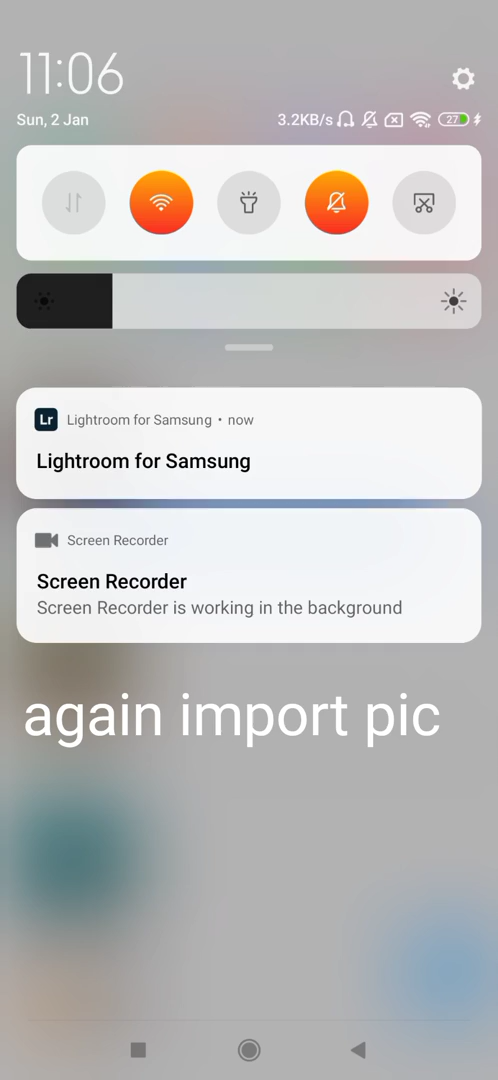 11:06
Sun, 2 Jan
3.2KB/s
27
Lr Lightroom for Samsung • now
Lightroom for Samsung
Screen Recorder
Screen Recorder
Screen Recorder is working in the background
again import pic